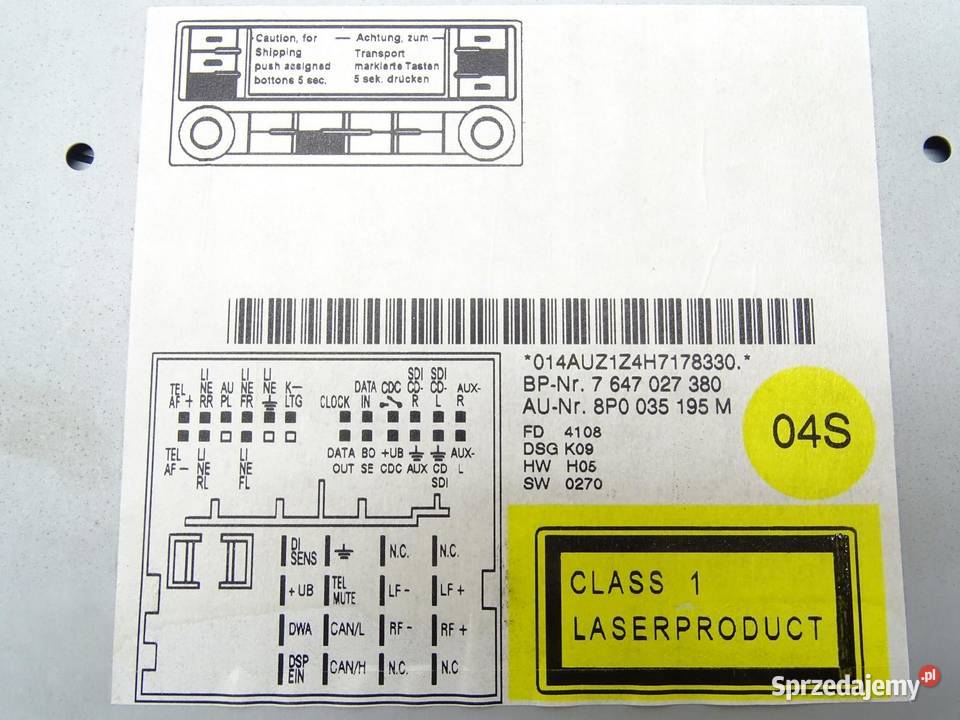 Caution, for — Achtung, zum —
Shipping Transport
push assigned markierte Tasten
bottons 5 sec. 5 sek. drücken
*014AUZ1Z4H7178330.*
BP-Nr. 7 647 027 380
AU-Nr. 8P0 035 195 M
FD 4108
DSG K09
HW H05
SW 0270
04S
TEL AF+
LI NE RR
AU PL
LI NE FR
LI NE
K– LTG
CLOCK
DATA IN
CDC
SDI CD- R
SDI CD- L
AUX- R
TEL AF–
LI NE RL
LI NE FL
DATA OUT
BO SE
+UB CDC
AUX
CD SDI
AUX- L
DI SENS
N.C.
N.C.
+UB
TEL MUTE
LF-
LF+
DWA
CAN/L
RF-
RF+
DSP EIN
CAN/H
N.C.
N.C
CLASS 1
LASERPRODUCT
Sprzedajemy.pl